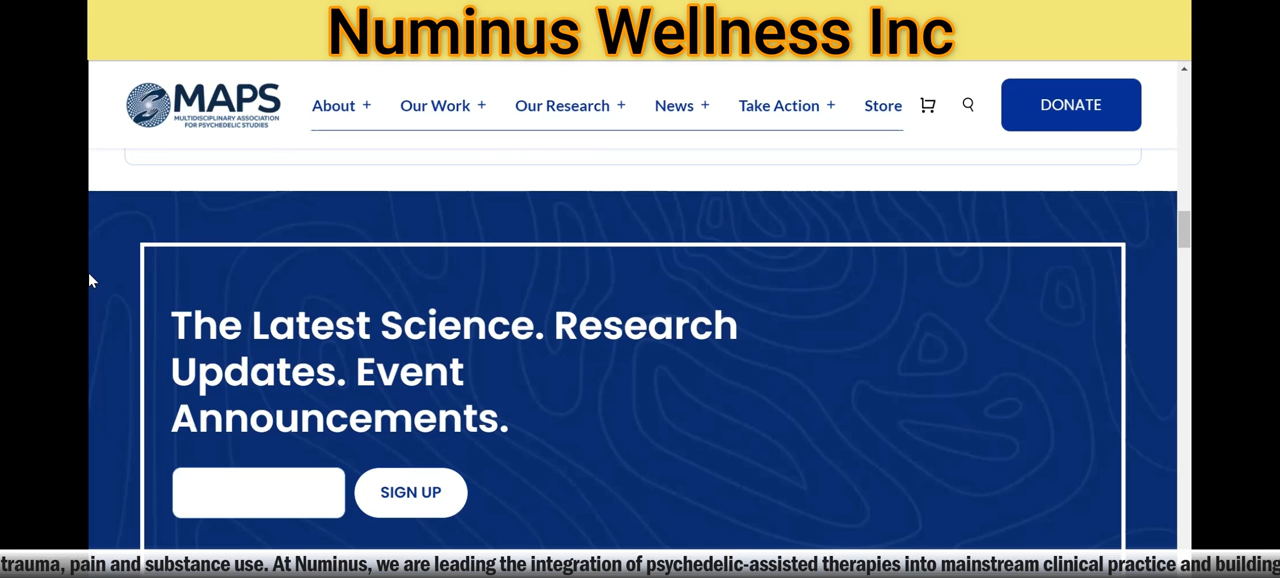 Numinus Wellness Inc
MAPS
MULTIDISCIPLINARY ASSOCIATION
FOR PSYCHEDELIC STUDIES
About + Our Work + Our Research + News + Take Action + Store DONATE
The Latest Science. Research
Updates. Event
Announcements.
SIGN UP
trauma, pain and substance use. At Numinus, we are leading the integration of psychedelic-assisted therapies into mainstream clinical practice and building